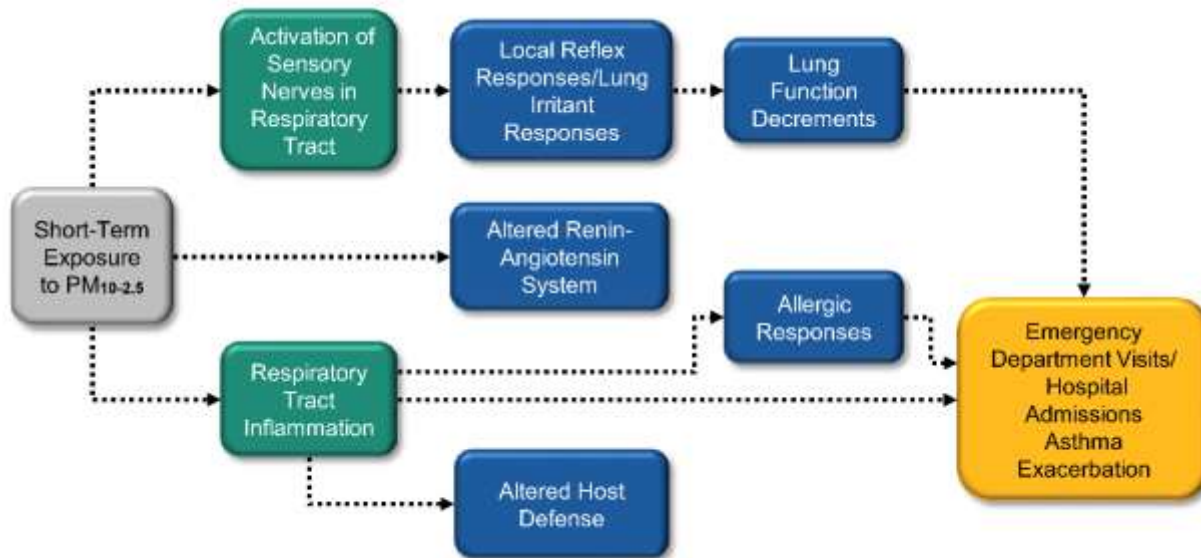 Activation of
Sensory
Nerves in
Respiratory
Tract
Local Reflex
Responses/Lung
Irritant
Responses
Lung
Function
Decrements
Short-Term
Exposure
to PM10-2.5
Altered Renin-
Angiotensin
System
Allergic
Responses
Emergency
Department Visits/
Hospital
Admissions
Asthma
Exacerbation
Respiratory
Tract
Inflammation
Altered Host
Defense